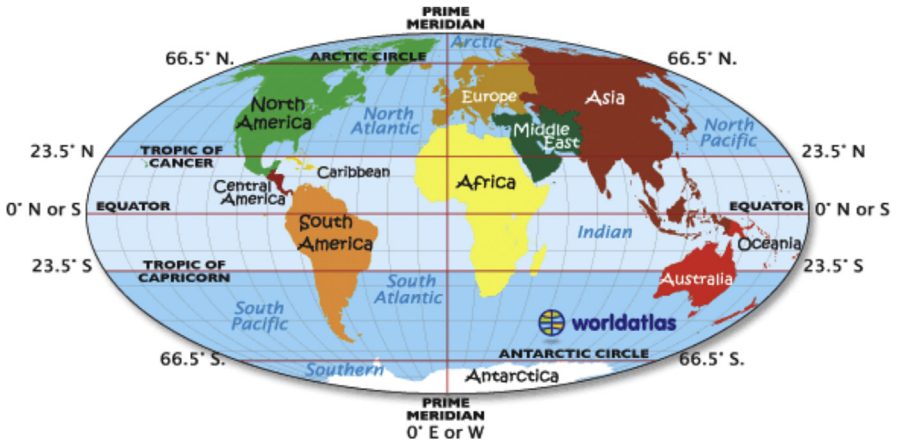 PRIME
MERIDIAN
Arctic
66.5° N.
ARCTIC CIRCLE
66.5° N.
North
America
North
Atlantic
Europe
Asia
Middle
East
North
Pacific
23.5° N
TROPIC OF
CANCER
23.5° N
Caribbean
Central
America
Africa
0° N or S
EQUATOR
EQUATOR
0° N or S
South
America
Indian
Oceania
23.5° S
TROPIC OF
CAPRICORN
23.5° S
South
Atlantic
Australia
South
Pacific
worldatlas
66.5° S.
ANTARCTIC CIRCLE
66.5° S.
Southern
Antarctica
PRIME
MERIDIAN
0° E or W